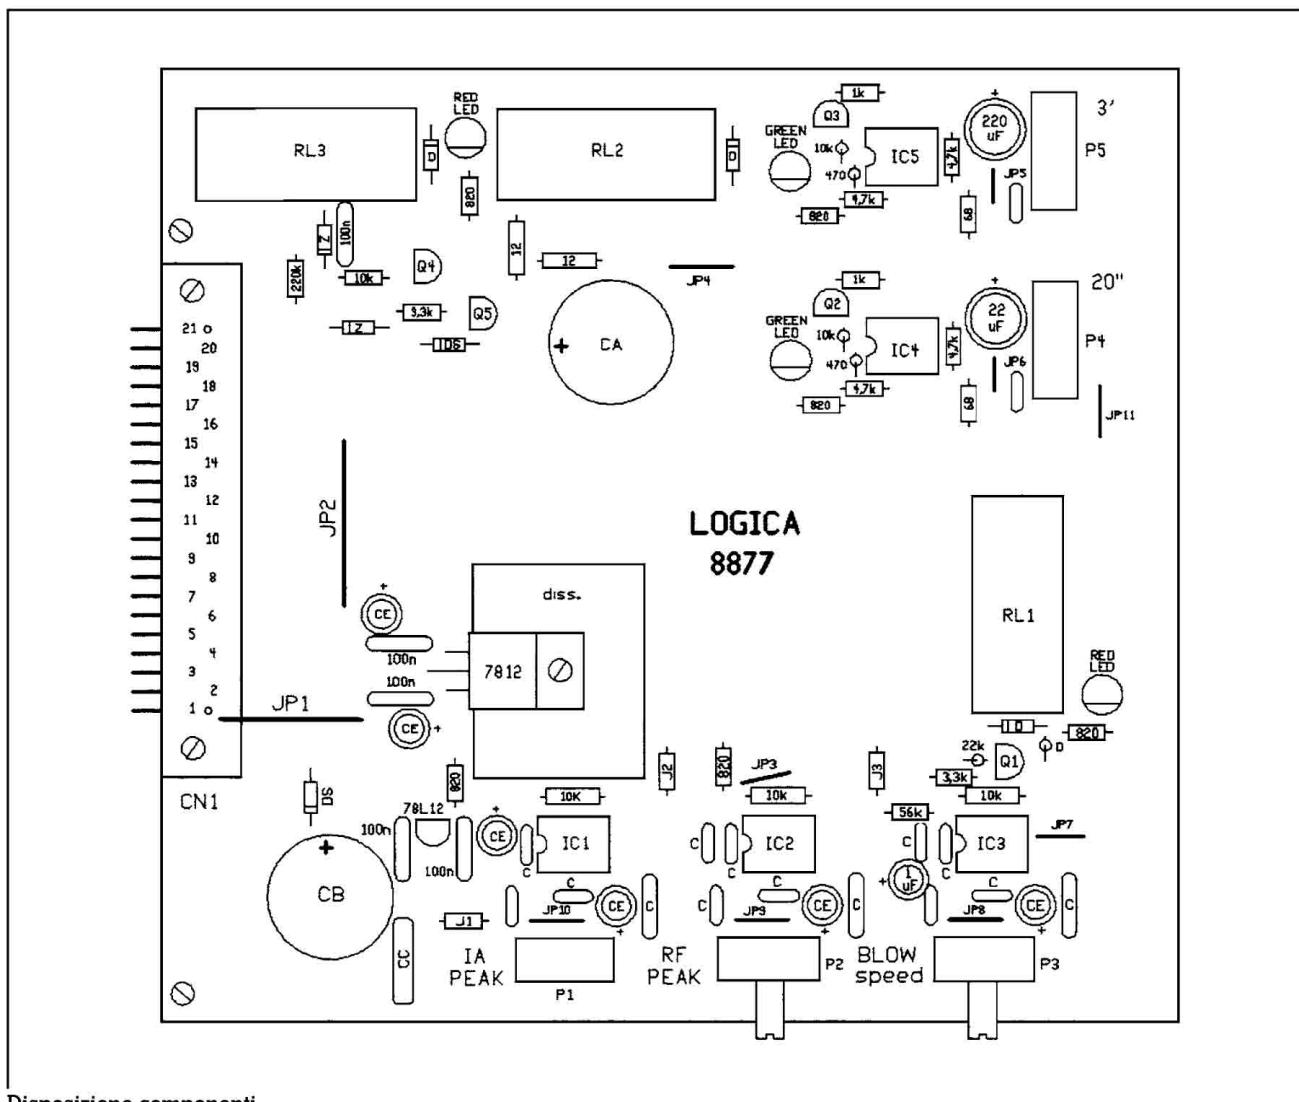 RED
LED
RL3
D
820
RL2
D
GREEN
LED
Q3
1k
10k
470
IC5
4,7k
4,7k
820
+
220
uF
JP5
68
3'
P5
Z
100n
220k
10k
Q4
12
12
3,3k
Q5
Z
DS
+
CA
JP4
GREEN
LED
Q2
1k
10k
470
IC4
4,7k
4,7k
820
+
22
uF
JP6
68
20"
P4
JP11
21
20
19
18
17
16
15
14
13
12
11
10
9
8
7
6
5
4
3
2
1
CN1
JP2
JP1
LOGICA
8877
diss.
7812
+
CE
100n
100n
CE
+
RL1
RED
LED
D
820
22k
Q1
D
3,3k
10k
56k
J2
820
JP3
10k
J3
DS
+
CB
100n
78L12
820
100n
+
CE
10K
IC1
C
C
CE
+
C
JP10
J1
CC
IA
PEAK
P1
C
IC2
C
C
C
JP9
CE
+
C
RF
PEAK
P2
C
IC3
JP7
C
+
1
uF
C
C
JP8
CE
+
C
BLOW
speed
P3
Disposizione componenti